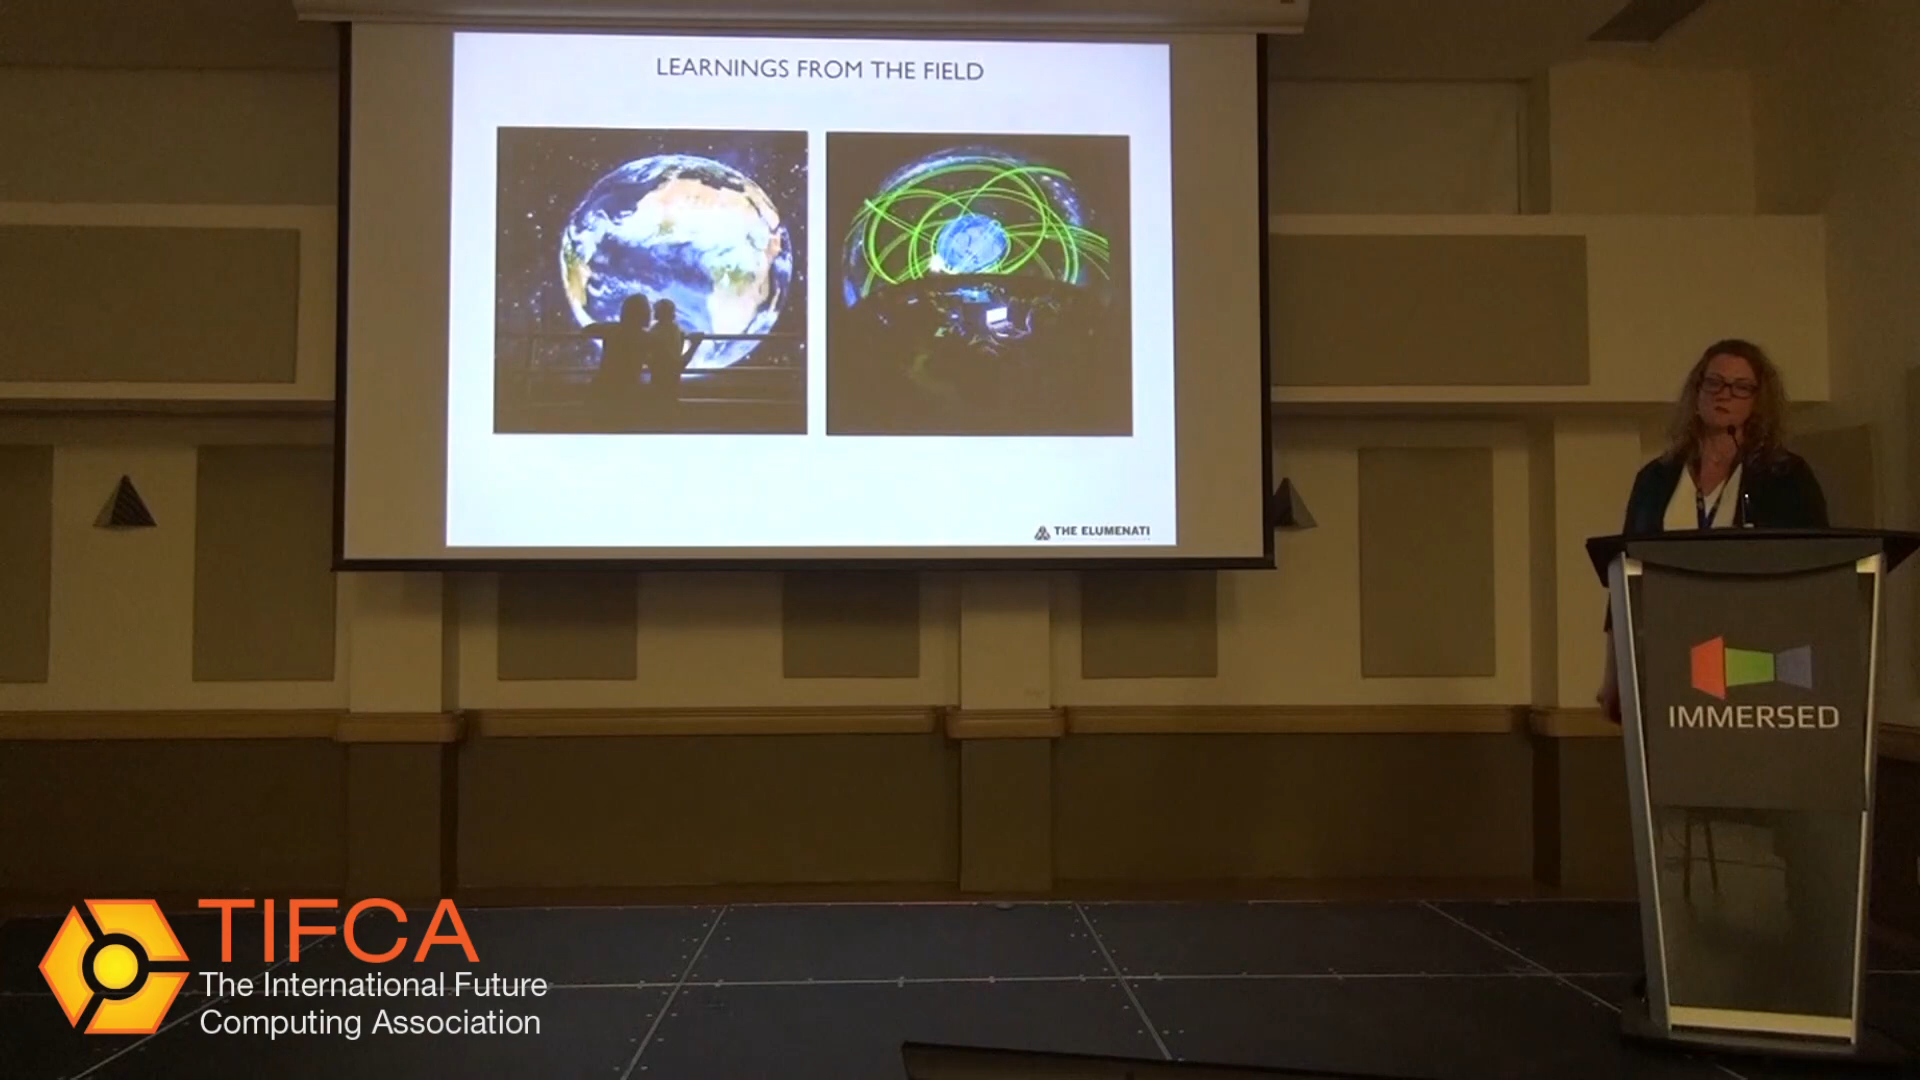 LEARNINGS FROM THE FIELD
THE ELUMENATI
IMMERSED
TIFCA
The International Future
Computing Association